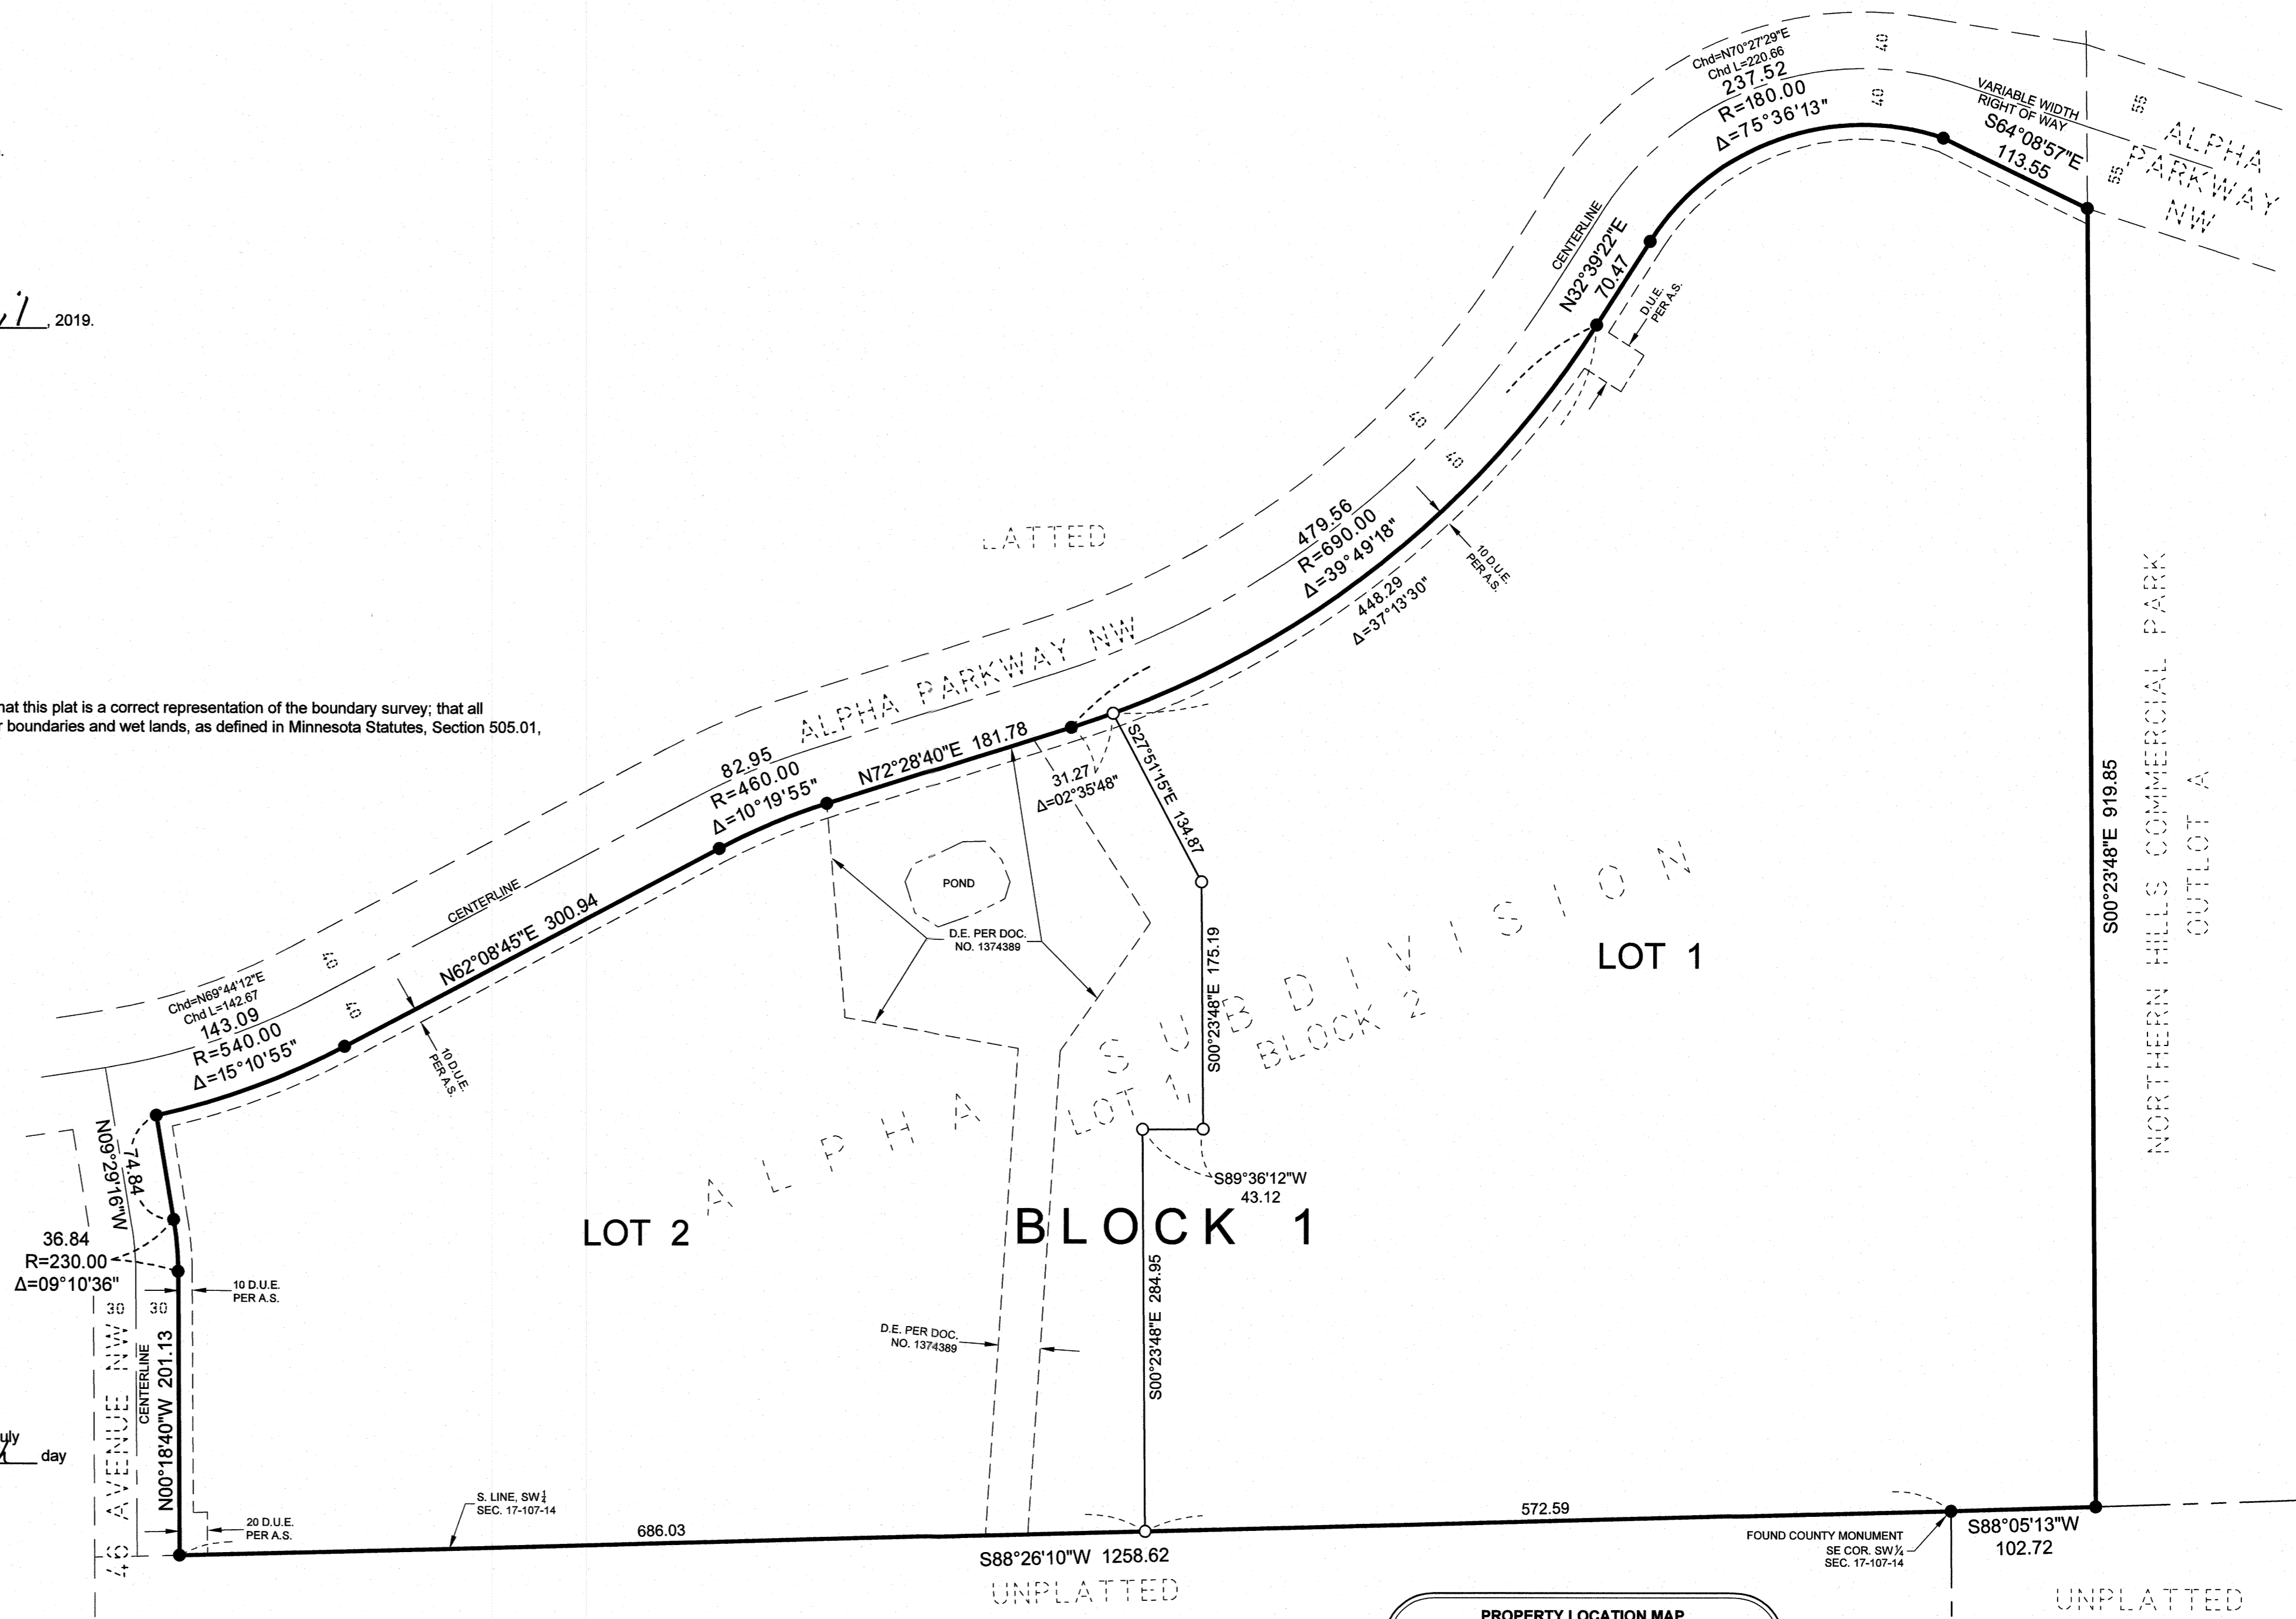 Chd=N70°27'29"E
Chd L=220.66
237.52
R=180.00
Δ=75°36'13"
40
40
VARIABLE WIDTH
RIGHT OF WAY
S64°08'57"E
113.55
55
55
ALPHA
PARKWAY
NW
CENTERLINE
N32°39'22"E
70.47
D.U.E.
PER A.S.
, 2019.
40
40
LATTED
479.56
R=690.00
Δ=39°49'18"
448.29
Δ=37°13'30"
10 D.U.E.
PER A.S.
hat this plat is a correct representation of the boundary survey; that all
r boundaries and wet lands, as defined in Minnesota Statutes, Section 505.01,
ALPHA PARKWAY NW
82.95
R=460.00
Δ=10°19'55"
N72°28'40"E 181.78
31.27
Δ=02°35'48"
S27°51'15"E 134.87
CENTERLINE
N62°08'45"E 300.94
POND
D.E. PER DOC.
NO. 1374389
S00°23'48"E 175.19
LOT 1
S00°23'48"E 919.85
NORTHERN HILLS COMMERCIAL PARK
OUTLOT A
40
40
Chd=N69°44'12"E
Chd L=142.67
143.09
R=540.00
Δ=15°10'55"
10 D.U.E.
PER A.S.
ALPHA SUBDIVISION
LOT 1, BLOCK 2
N09°29'16"W
74.84
S89°36'12"W
43.12
LOT 2
BLOCK 1
36.84
R=230.00
Δ=09°10'36"
10 D.U.E.
PER A.S.
30
30
46 AVENUE NW
CENTERLINE
N00°18'40"W 201.13
D.E. PER DOC.
NO. 1374389
S00°23'48"E 284.95
uly
day
S. LINE, SW¼
SEC. 17-107-14
20 D.U.E.
PER A.S.
686.03
572.59
S88°26'10"W 1258.62
FOUND COUNTY MONUMENT
SE COR. SW¼
SEC. 17-107-14
S88°05'13"W
102.72
UNPLATTED
UNPLATTED
PROPERTY LOCATION MAP